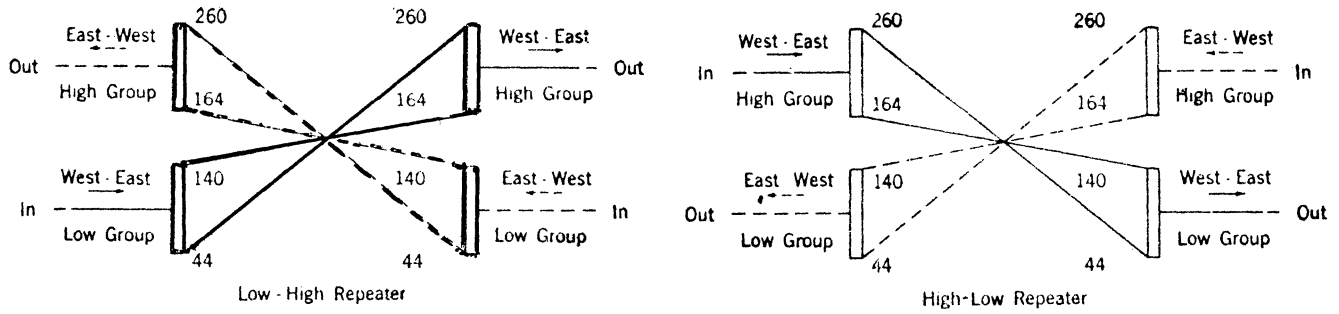 260
260
East - West
West - East
Out
Out
High Group
High Group
164
164
West - East
East - West
140
140
In
In
Low Group
Low Group
44
44
Low - High Repeater
260
260
West - East
East - West
In
In
High Group
High Group
164
164
East West
West - East
140
140
Out
Out
Low Group
Low Group
44
44
High-Low Repeater